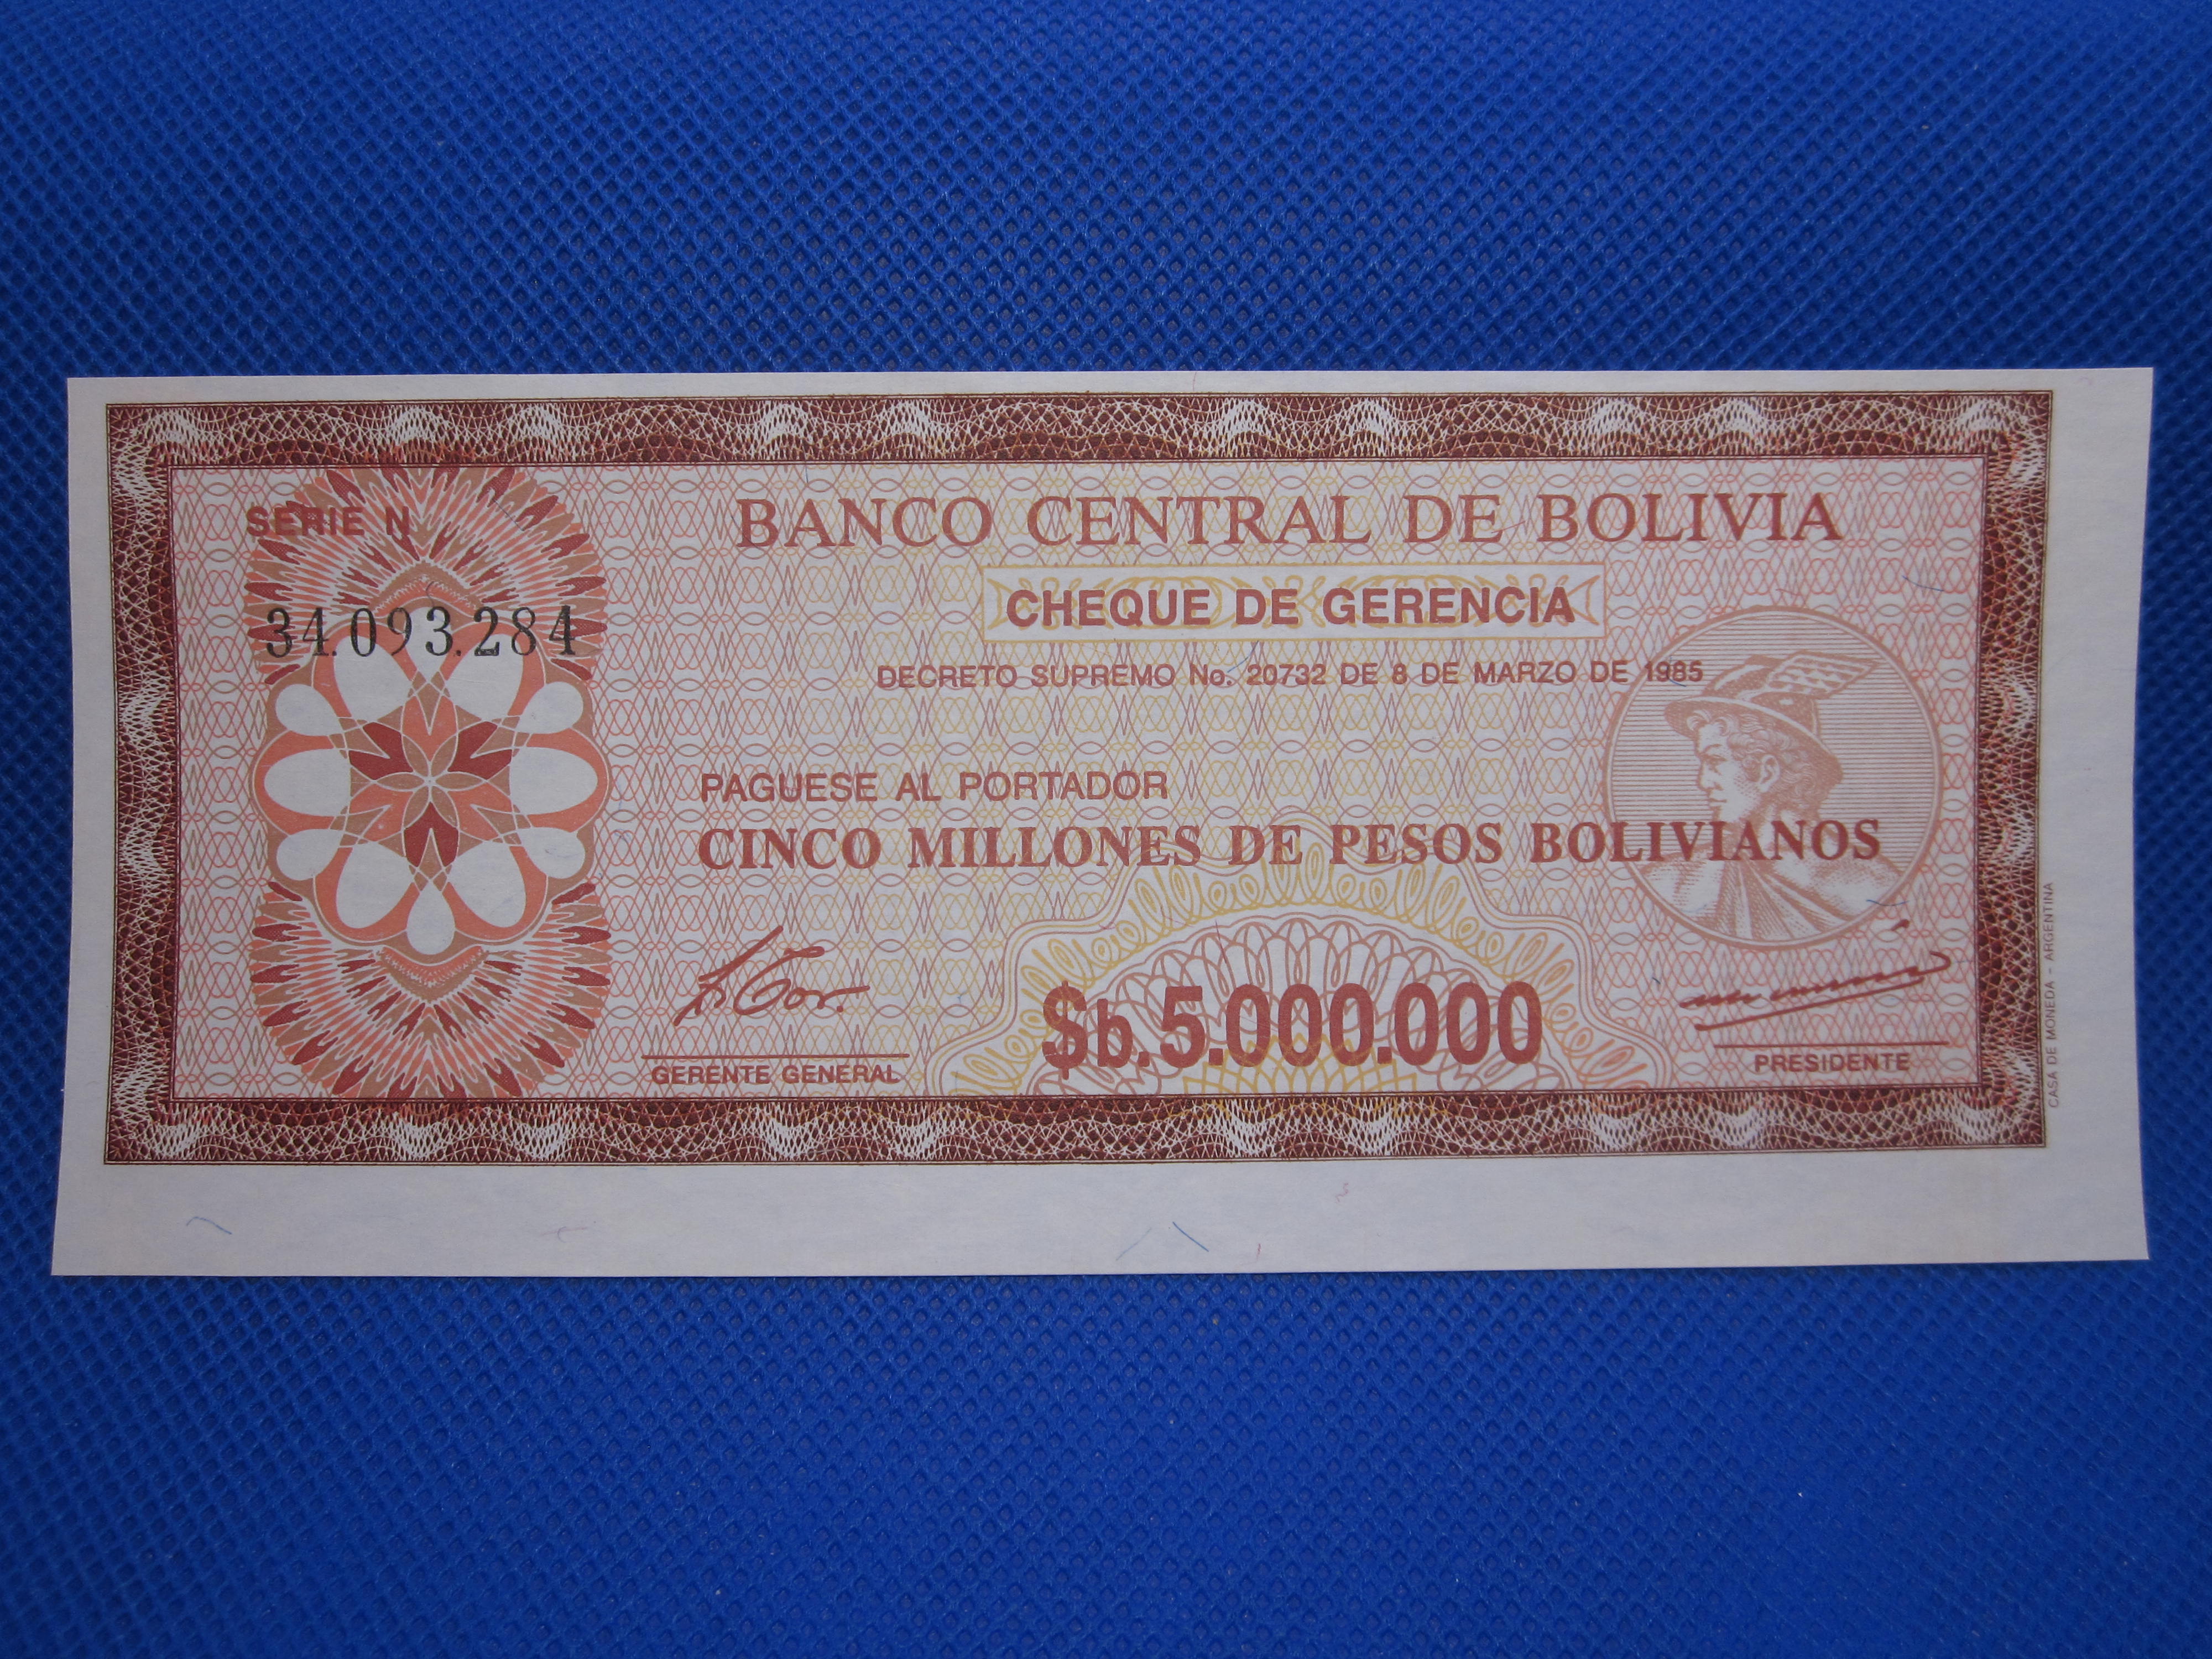 SERIE N
34.093.284
BANCO CENTRAL DE BOLIVIA
CHEQUE DE GERENCIA
DECRETO SUPREMO No. 20732 DE 8 DE MARZO DE 1985
PAGUESE AL PORTADOR
CINCO MILLONES DE PESOS BOLIVIANOS
$b.5.000.000
GERENTE GENERAL
PRESIDENTE
CASA DE MONEDA - ARGENTINA